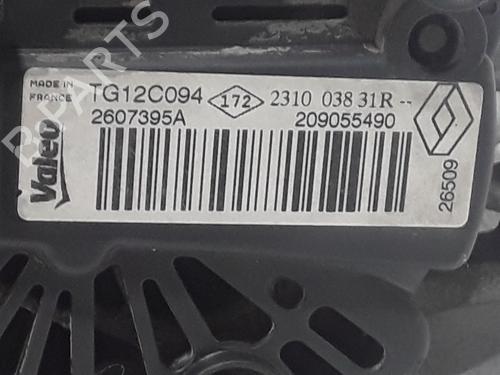 B-PARTS
MADE IN
FRANCE
TG12C094 172 2310 038 31R --
2607395A 209055490
Valeo
26509